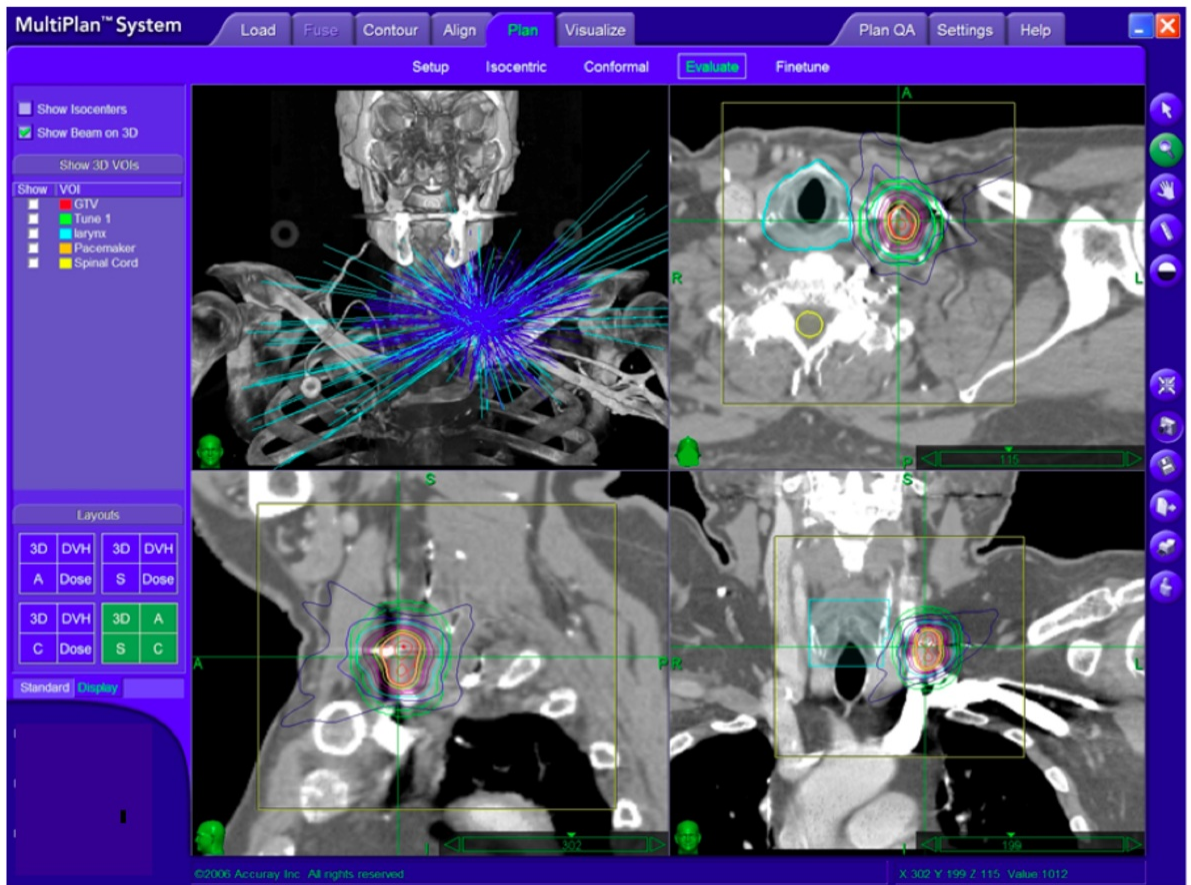 MultiPlan™ System
Load Fuse Contour Align Plan Visualize Plan QA Settings Help
Setup Isocentric Conformal Evaluate Finetune
Show Isocenters
Show Beam on 3D
Show 3D VOIs
Show VOI
GTV
Tune 1
larynx
Pacemaker
Spinal Cord
A
R
L
P
115
Layouts
3D DVH 3D DVH
A Dose S Dose
3D DVH 3D A
C Dose S C
Standard Display
S
A
P
I
302
S
R
L
I
199
©2006 Accuray Inc. All rights reserved
X 302 Y 199 Z 115 Value 1012